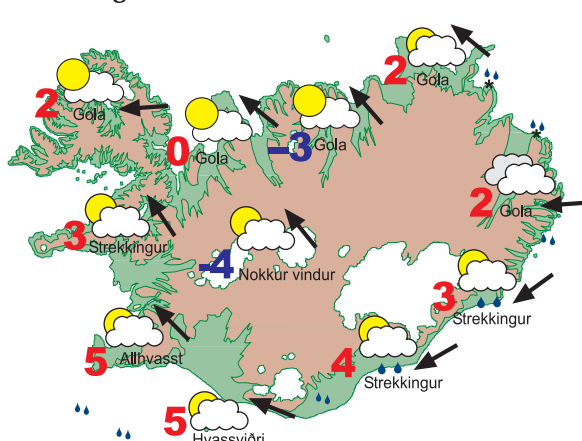 2
Gola
2
Gola
0
Gola
-3
Gola
2
Gola
3
Strekkingur
-4
Nokkur vindur
3
Strekkingur
5
Allhvasst
4
Strekkingur
5
Hvassviðri